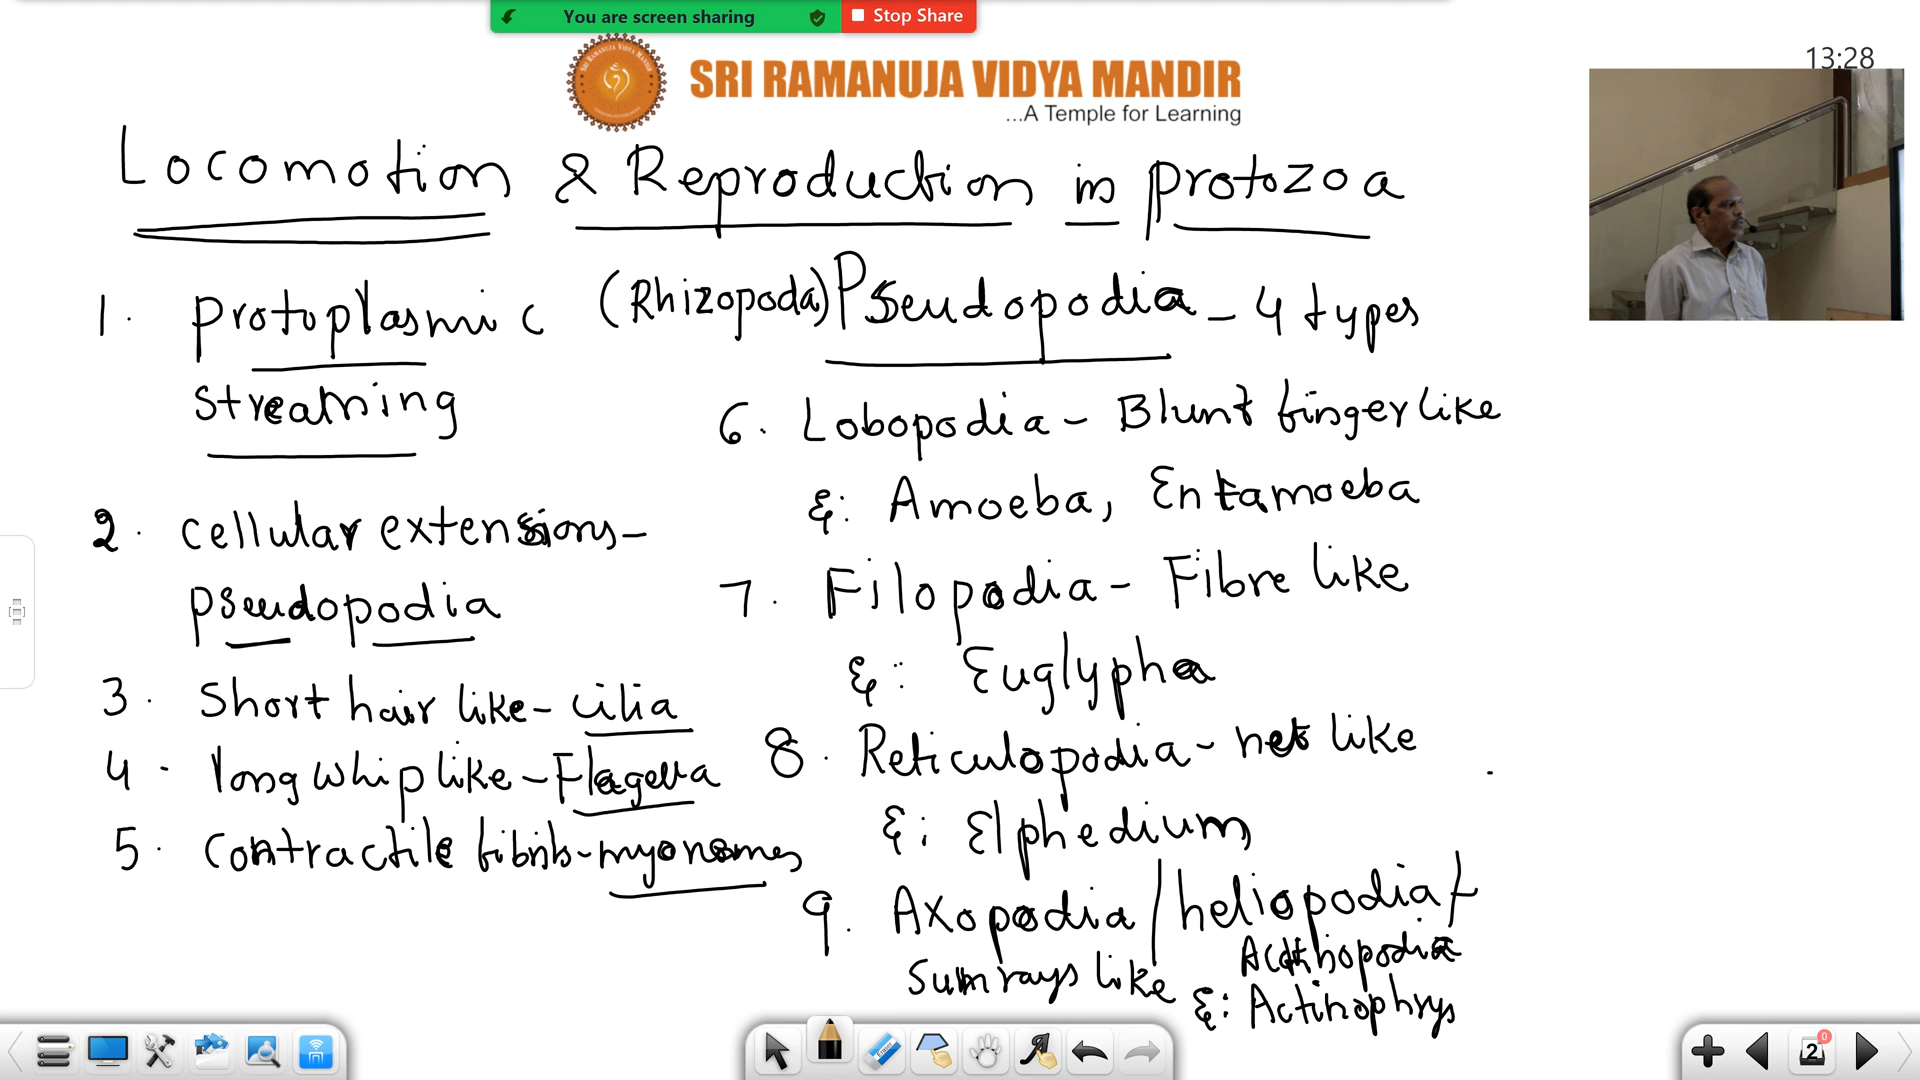 You are screen sharing
Stop Share
SRI RAMANUJA VIDYA MANDIR
...A Temple for Learning
13:28
Locomotion & Reproduction in protozoa
1. protoplasmic
streaming
2. cellular extensions-
pseudopodia
3. Short hair like - cilia
4. long whip like - Flagella
5. contractile fibrils - myonemes
(Rhizopoda) Pseudopodia - 4 types
6. Lobopodia - Blunt finger like
Eg: Amoeba, Entamoeba
7. Filopodia - Fibre like
Eg: Euglypha
8. Reticulopodia - net like
Eg: Elphedium
9. Axopodia / heliopodia /
Actinopodia
Sun rays like
Eg: Actinophrys
Eraser
2
0